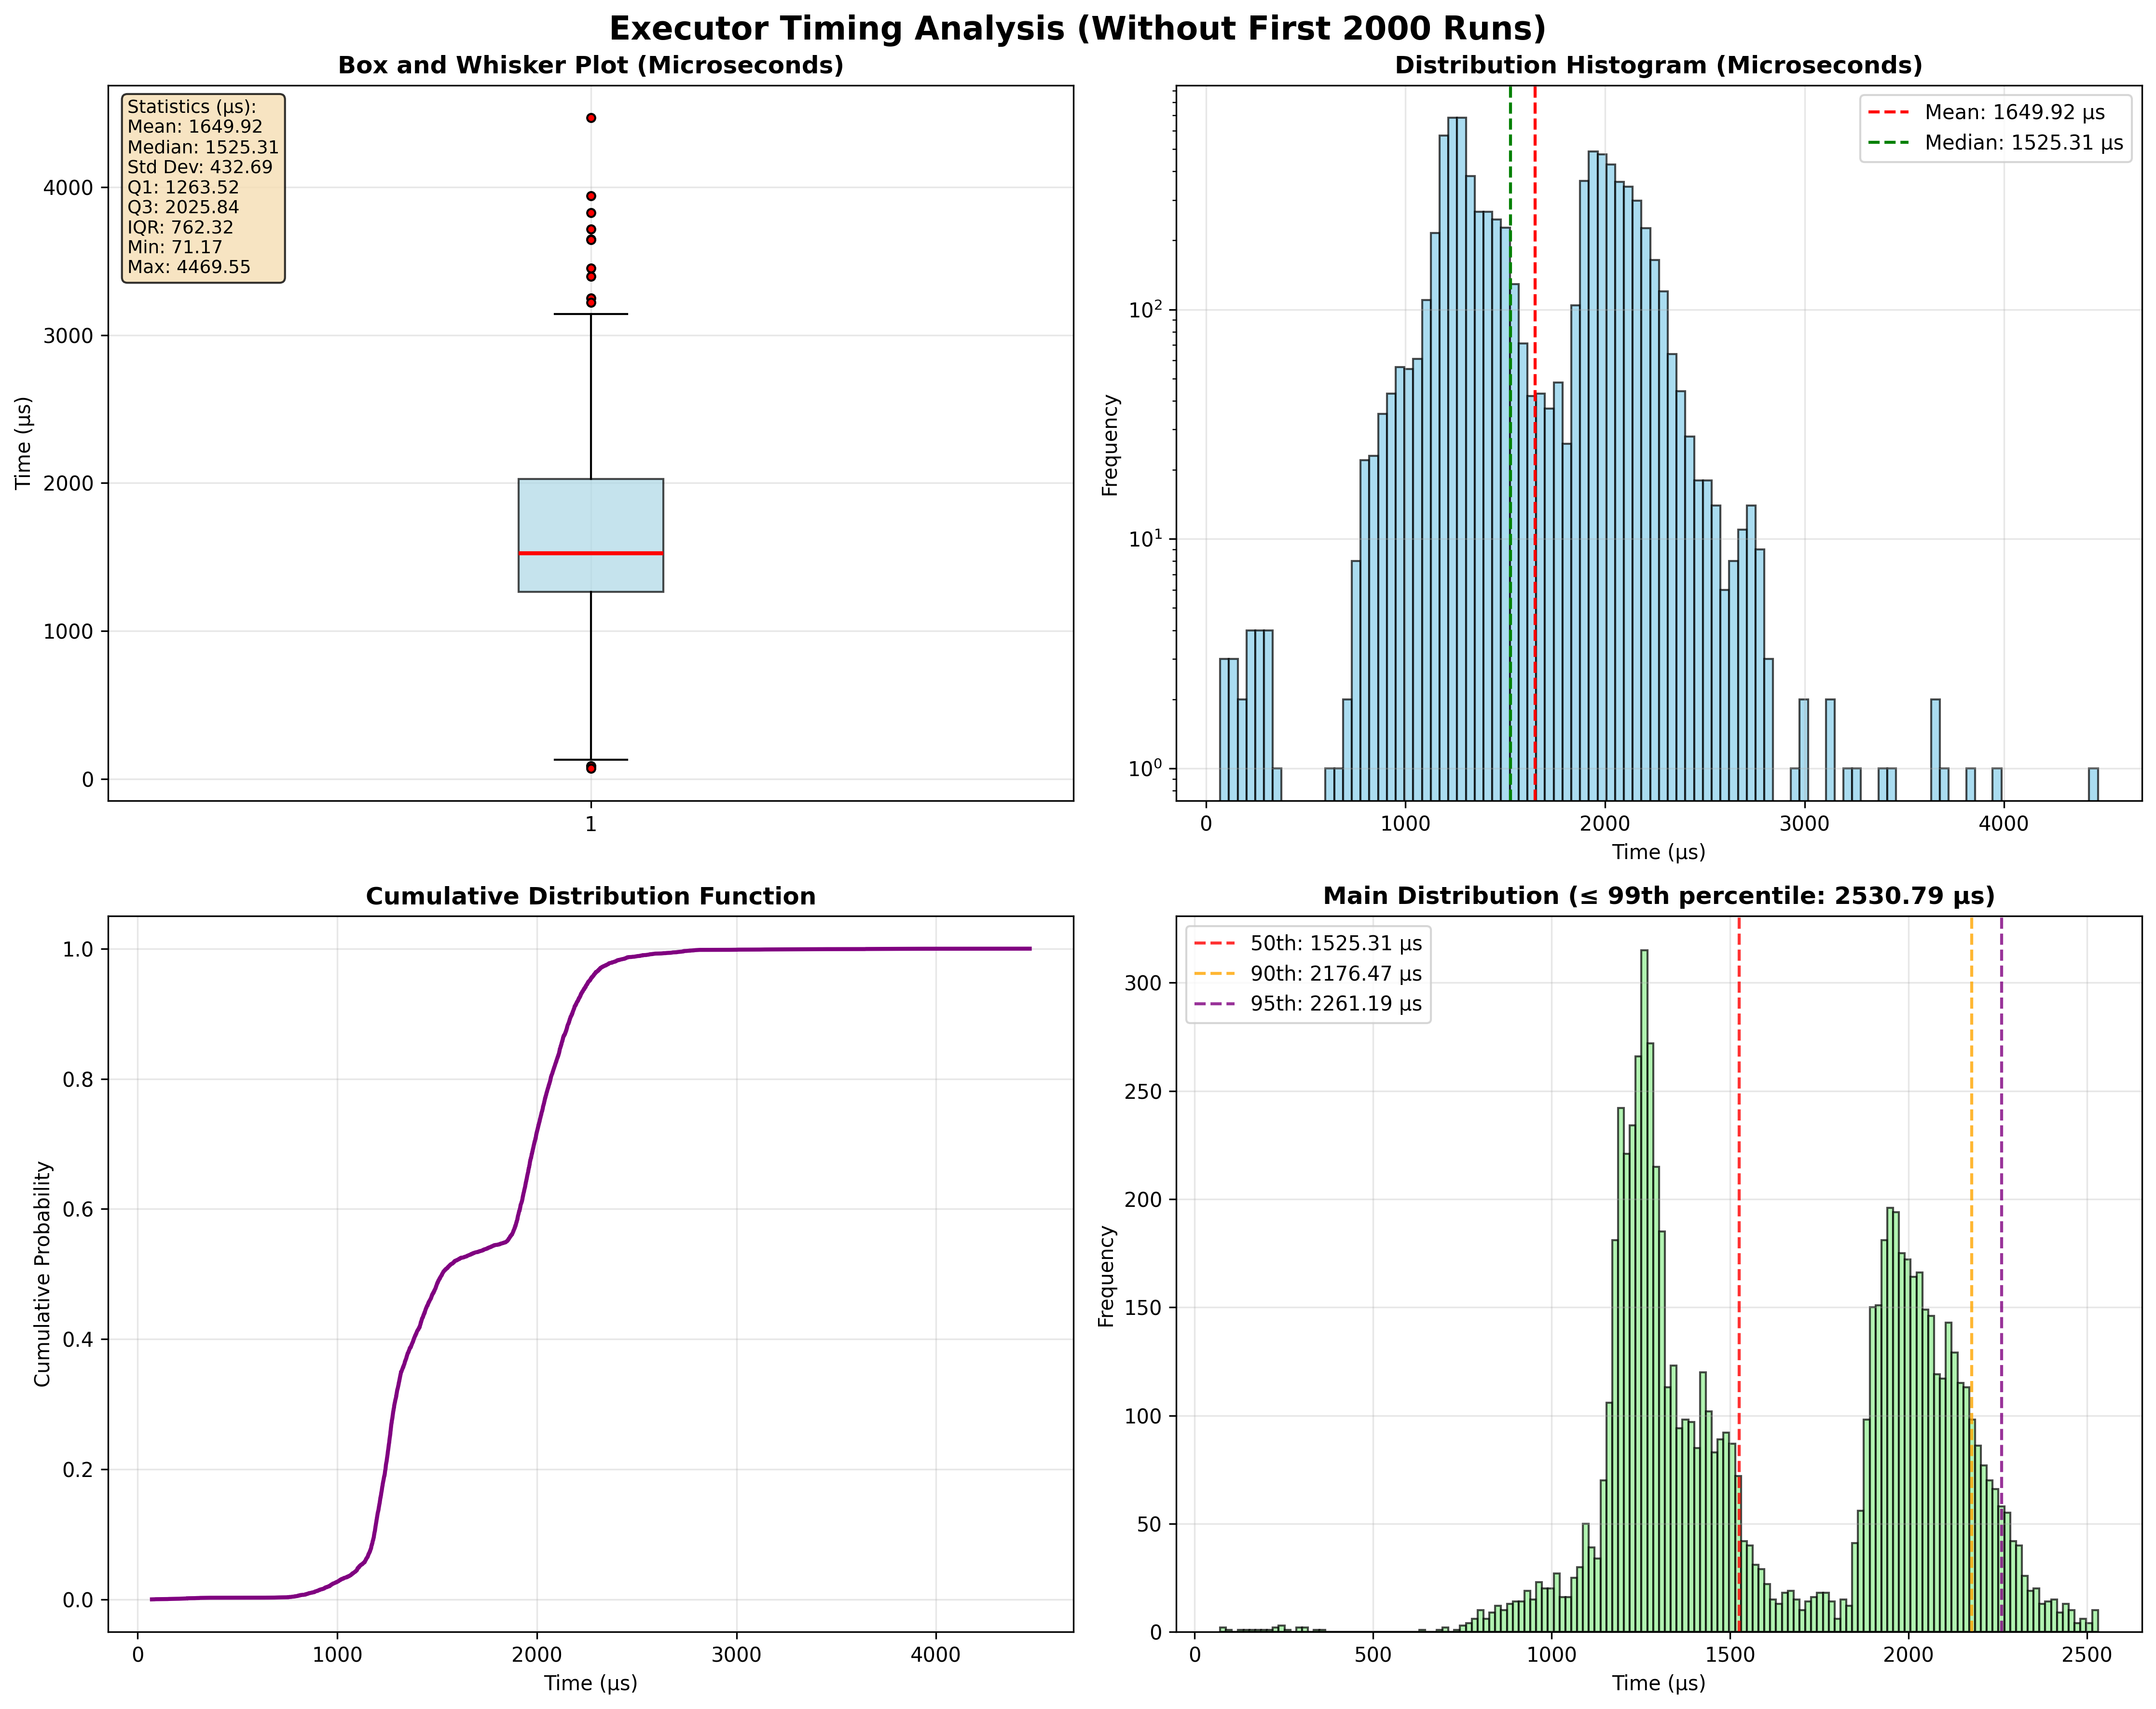 Executor Timing Analysis (Without First 2000 Runs)
Box and Whisker Plot (Microseconds)
Statistics (µs):
Mean: 1649.92
Median: 1525.31
Std Dev: 432.69
Q1: 1263.52
Q3: 2025.84
IQR: 762.32
Min: 71.17
Max: 4469.55
4000
3000
2000
1000
0
Time (µs)
1
Distribution Histogram (Microseconds)
Mean: 1649.92 µs
Median: 1525.31 µs
10²
10¹
10⁰
Frequency
0 1000 2000 3000 4000
Time (µs)
Cumulative Distribution Function
1.0
0.8
0.6
0.4
0.2
0.0
Cumulative Probability
0 1000 2000 3000 4000
Time (µs)
Main Distribution (≤ 99th percentile: 2530.79 µs)
50th: 1525.31 µs
90th: 2176.47 µs
95th: 2261.19 µs
300
250
200
150
100
50
0
Frequency
0 500 1000 1500 2000 2500
Time (µs)